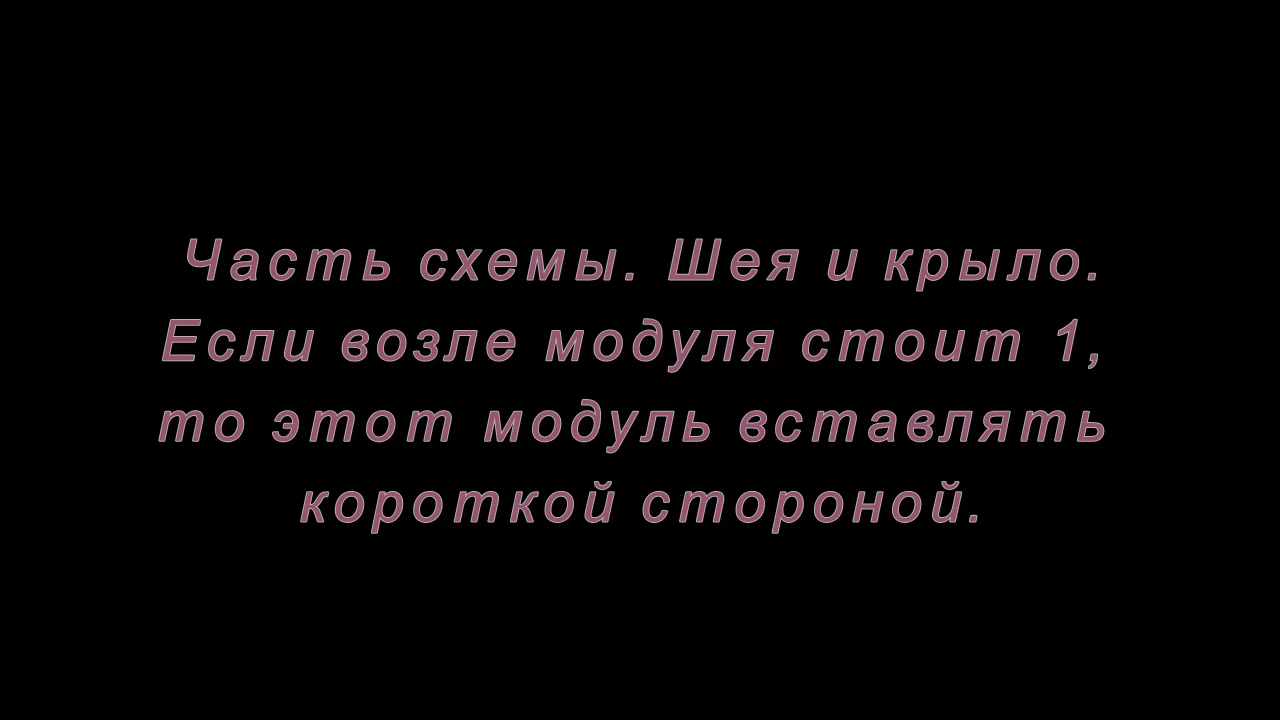 Часть схемы. Шея и крыло.
Если возле модуля стоит 1,
то этот модуль вставлять
короткой стороной.